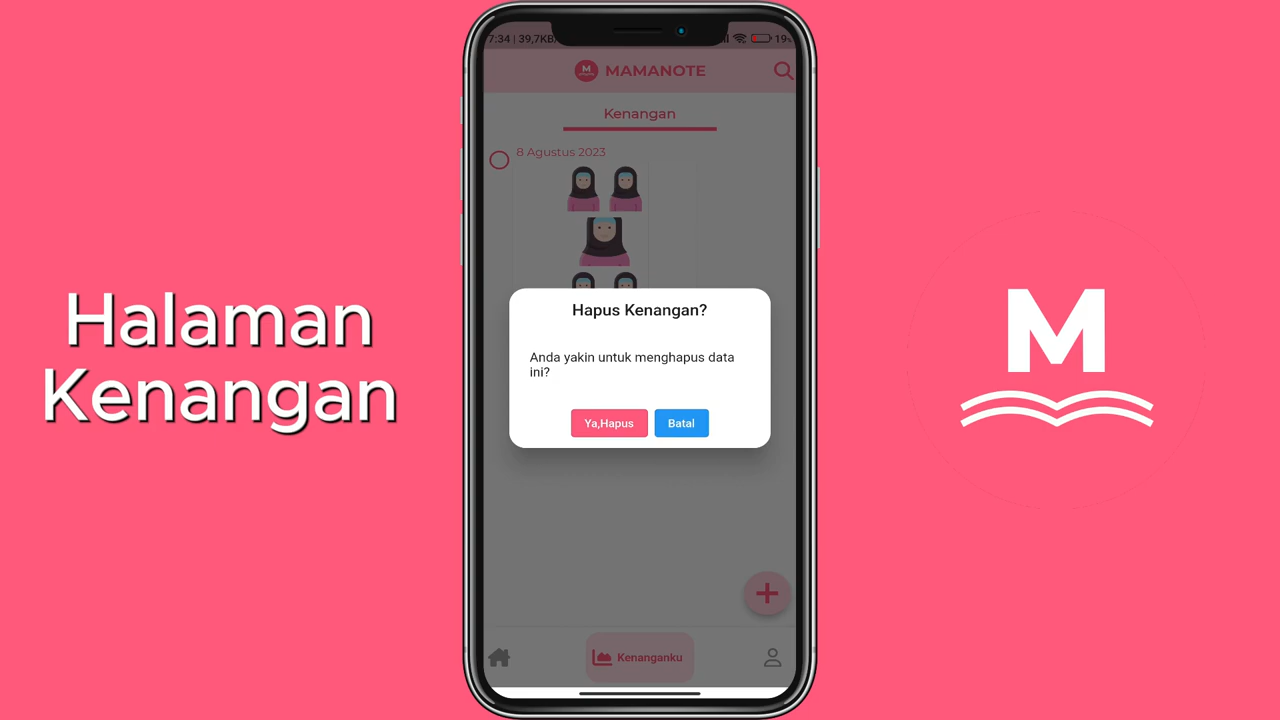 Halaman
Kenangan
7:34 | 39,7KB/
19
M MAMANOTE
Kenangan
8 Agustus 2023
Hapus Kenangan?
Anda yakin untuk menghapus data
ini?
Ya,Hapus Batal
Kenanganku
M